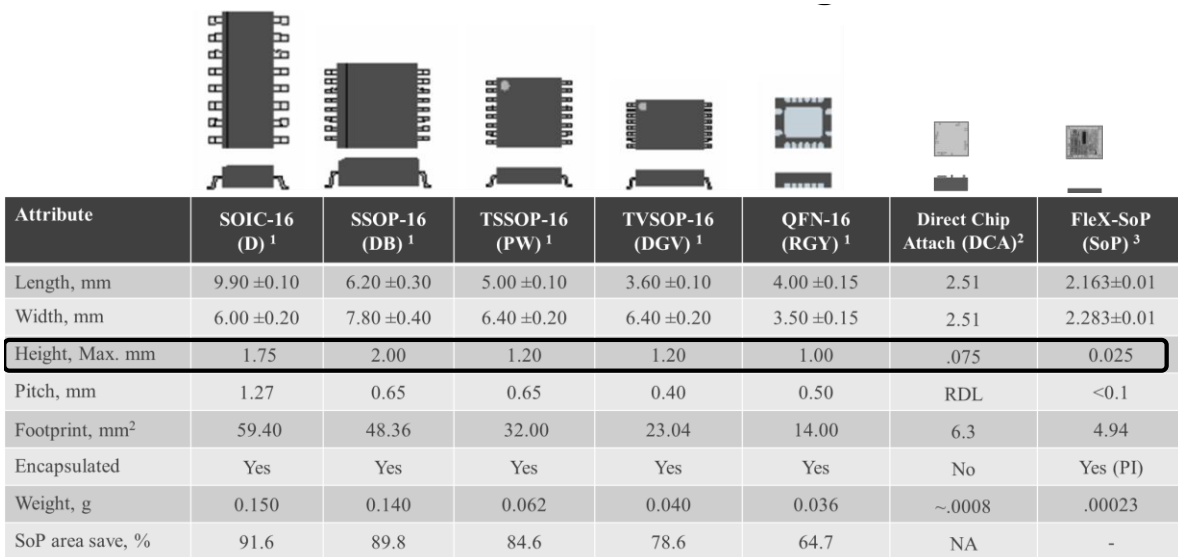 Attribute SOIC-16 (D) 1 SSOP-16 (DB) 1 TSSOP-16 (PW) 1 TVSOP-16 (DGV) 1 QFN-16 (RGY) 1 Direct Chip Attach (DCA)2 FleX-SoP (SoP) 3
Length, mm 9.90 ±0.10 6.20 ±0.30 5.00 ±0.10 3.60 ±0.10 4.00 ±0.15 2.51 2.163±0.01
Width, mm 6.00 ±0.20 7.80 ±0.40 6.40 ±0.20 6.40 ±0.20 3.50 ±0.15 2.51 2.283±0.01
Height, Max. mm 1.75 2.00 1.20 1.20 1.00 .075 0.025
Pitch, mm 1.27 0.65 0.65 0.40 0.50 RDL <0.1
Footprint, mm2 59.40 48.36 32.00 23.04 14.00 6.3 4.94
Encapsulated Yes Yes Yes Yes Yes No Yes (PI)
Weight, g 0.150 0.140 0.062 0.040 0.036 ~.0008 .00023
SoP area save, % 91.6 89.8 84.6 78.6 64.7 NA -